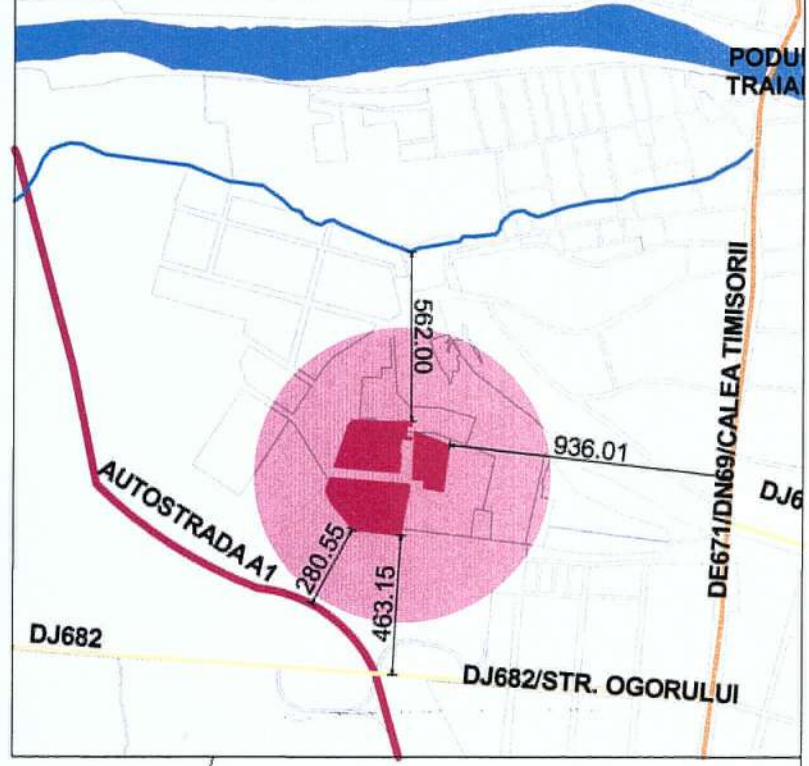 PODU
TRAIA
562.00
936.01
DE671/DN69/CALEA TIMISORII
DJ6
AUTOSTRADA A1
280.55
463.15
DJ682
DJ682/STR. OGORULUI